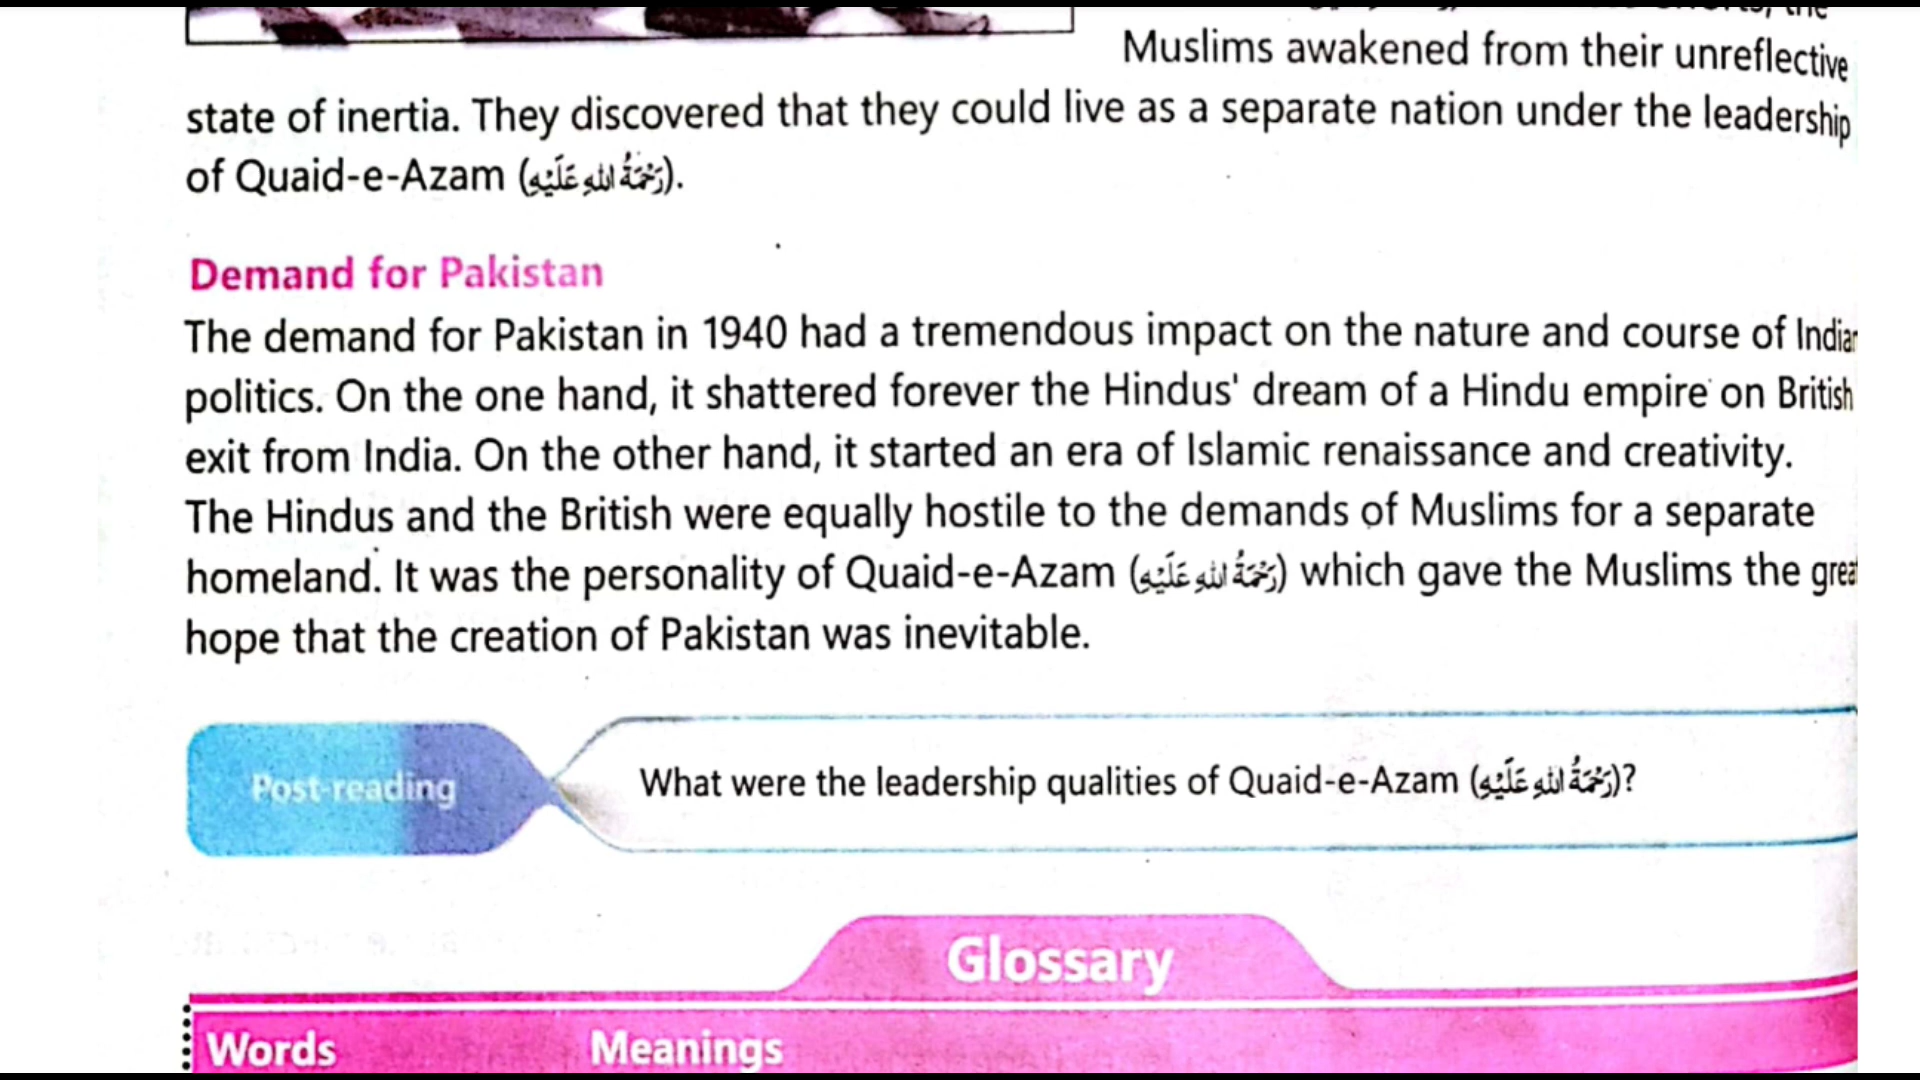 the
Muslims awakened from their unreflective
state of inertia. They discovered that they could live as a separate nation under the leadership
of Quaid-e-Azam (رَحْمَةُ اللهِ عَلَيْهِ).
Demand for Pakistan
The demand for Pakistan in 1940 had a tremendous impact on the nature and course of Indian
politics. On the one hand, it shattered forever the Hindus' dream of a Hindu empire on British
exit from India. On the other hand, it started an era of Islamic renaissance and creativity.
The Hindus and the British were equally hostile to the demands of Muslims for a separate
homeland. It was the personality of Quaid-e-Azam (رَحْمَةُ اللهِ عَلَيْهِ) which gave the Muslims the great
hope that the creation of Pakistan was inevitable.
Post-reading
What were the leadership qualities of Quaid-e-Azam (رَحْمَةُ اللهِ عَلَيْهِ)?
Glossary
Words Meanings